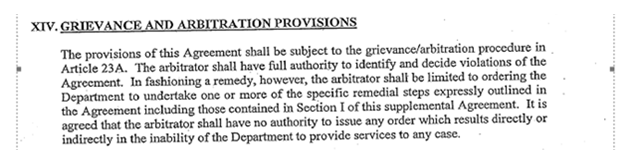 XIV. GRIEVANCE AND ARBITRATION PROVISIONS
The provisions of this Agreement shall be subject to the grievance/arbitration procedure in
Article 23A. The arbitrator shall have full authority to identify and decide violations of the
Agreement. In fashioning a remedy, however, the arbitrator shall be limited to ordering the
Department to undertake one or more of the specific remedial steps expressly outlined in
the Agreement including those contained in Section I of this supplemental Agreement. It is
agreed that the arbitrator shall have no authority to issue any order which results directly or
indirectly in the inability of the Department to provide services to any case.